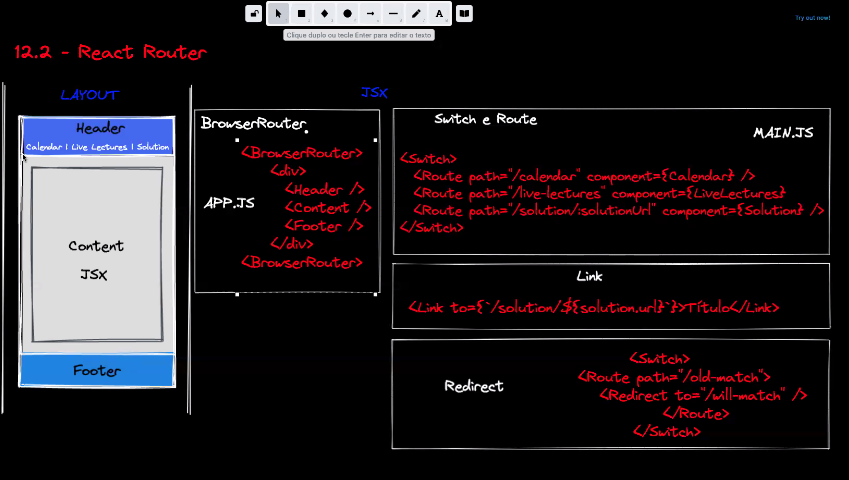 A
Try out now!
Clique duplo ou tecle Enter para editar o texto
12.2 - React Router
LAYOUT
JSX
Header
Calendar | Live Lectures | Solution
Content
JSX
Footer
BrowserRouter
APP.JS
<BrowserRouter>
<div>
<Header />
<Content />
<Footer />
</div>
<BrowserRouter>
Switch e Route
MAIN.JS
<Switch>
<Route path="/calendar" component={Calendar} />
<Route path="/live-lectures" component={LiveLectures}
<Route path="/solution/:solutionUrl" component={Solution} />
</Switch>
Link
<Link to={`/solution/${solution.url}`}>Título</Link>
Redirect
<Switch>
<Route path="/old-match">
<Redirect to="/will-match" />
</Route>
</Switch>